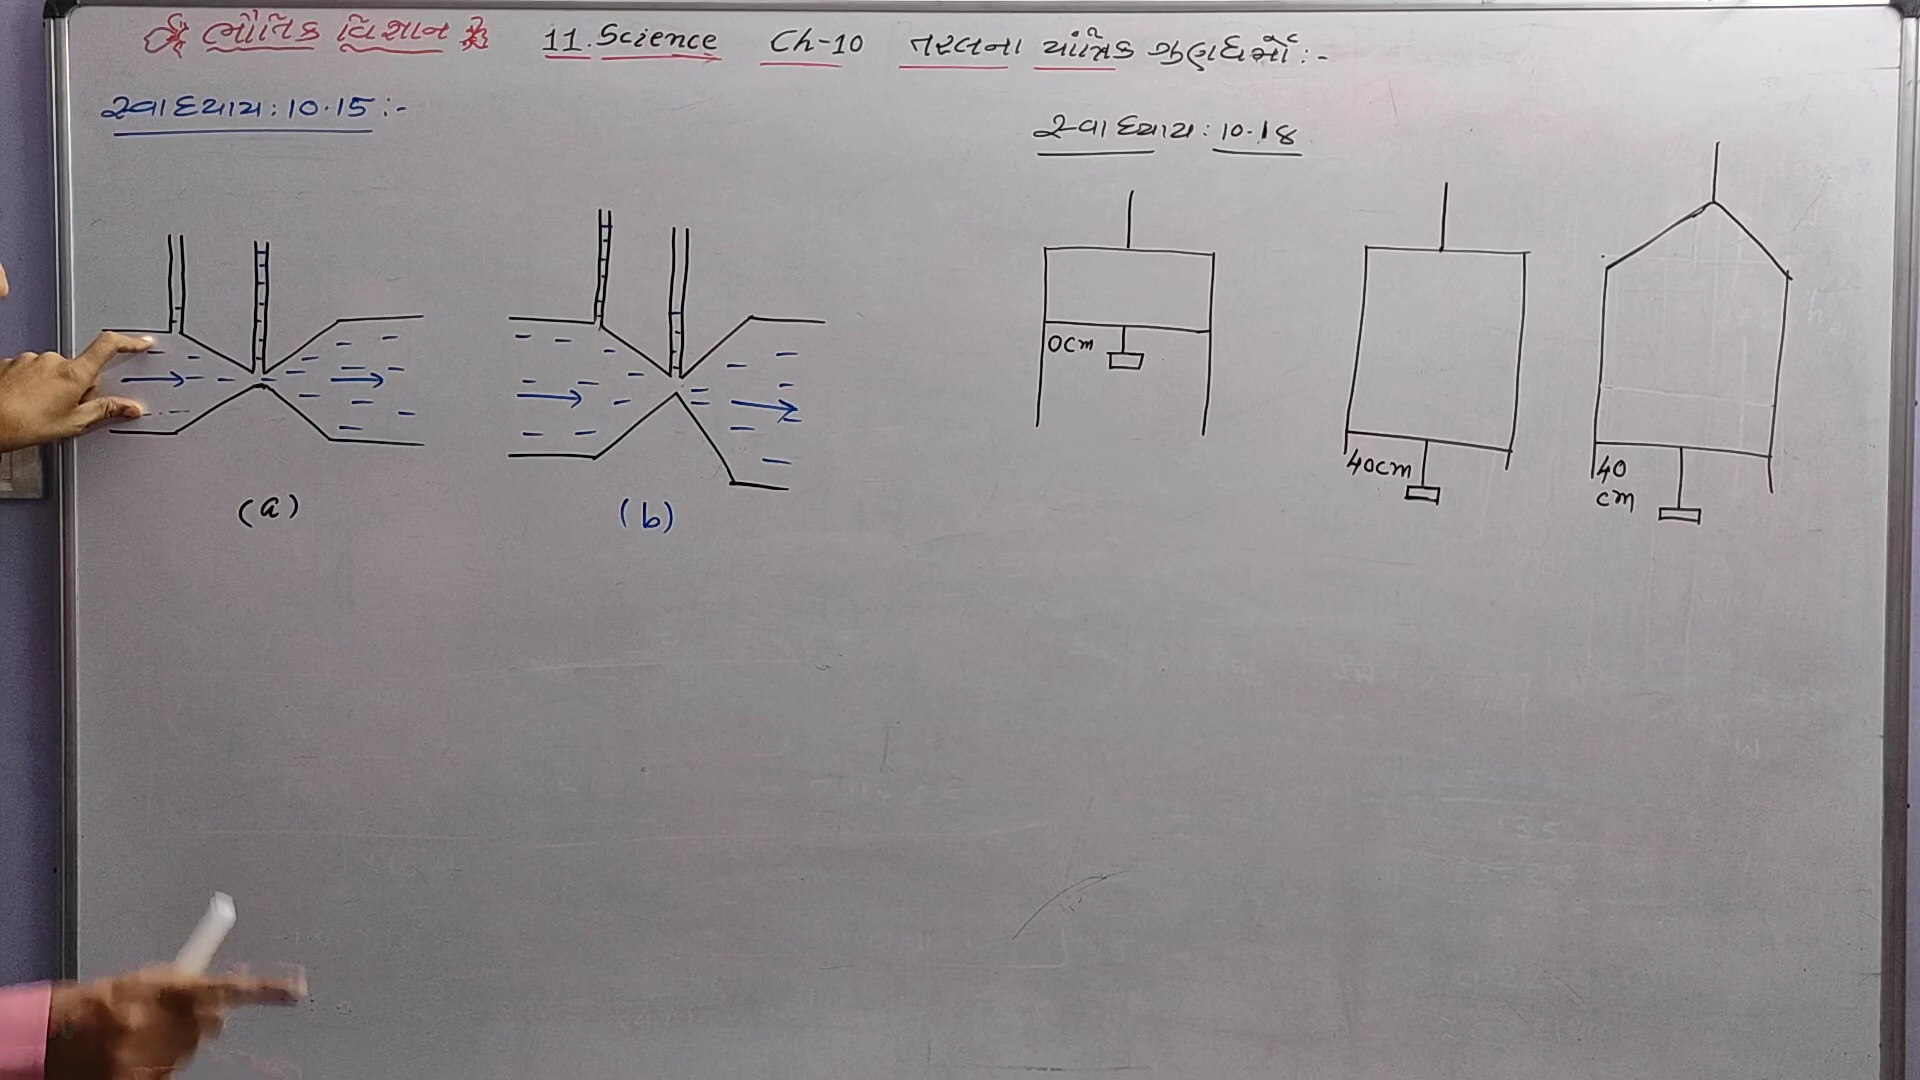 ભૌતિક વિજ્ઞાન 11. Science Ch-10 તરલના યાંત્રિક ગુણધર્મો :-
સ્વાધ્યાય : 10.15 :-
સ્વાધ્યાય : 10.18
0cm
40cm
40
cm
(a)
(b)